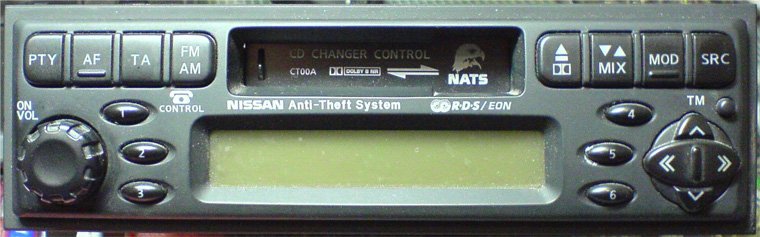 PTY
AF
TA
FM
AM
CD CHANGER CONTROL
CT00A
DOLBY B NR
NATS
MIX
MOD
SRC
ON
VOL
CONTROL
NISSAN Anti-Theft System
R·D·S/EON
TM
1
2
3
4
5
6